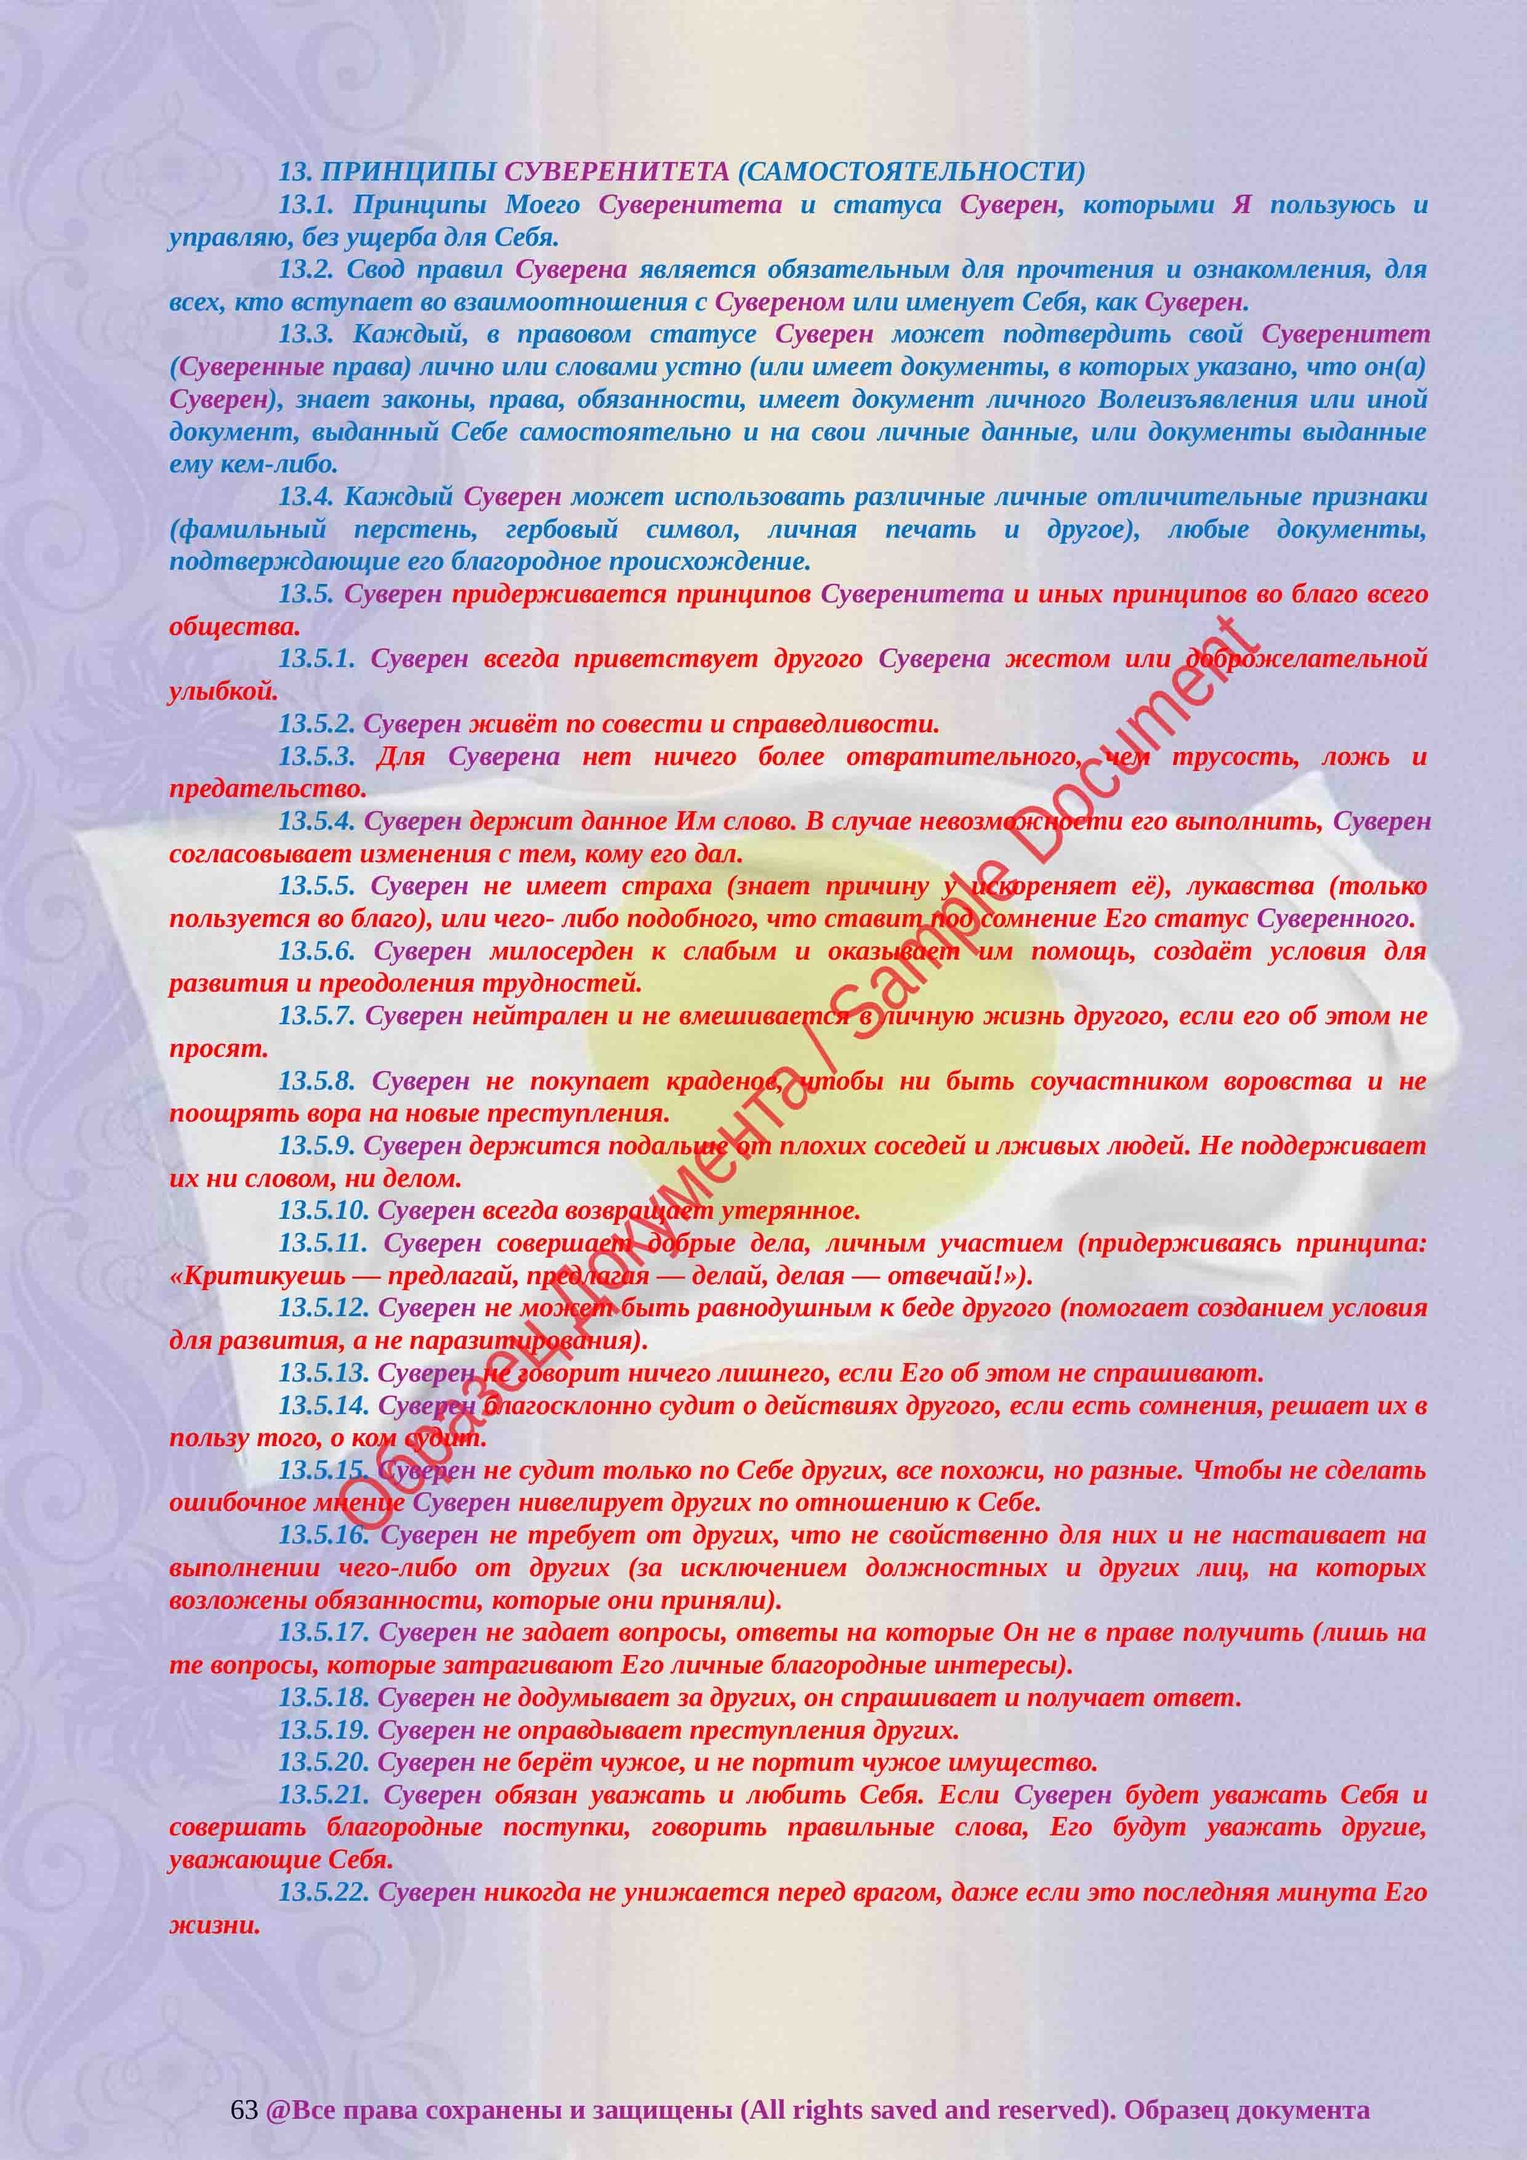 13. ПРИНЦИПЫ СУВЕРЕНИТЕТА (САМОСТОЯТЕЛЬНОСТИ)
13.1. Принципы Моего Суверенитета и статуса Суверен, которыми Я пользуюсь и
управляю, без ущерба для Себя.
13.2. Свод правил Суверена является обязательным для прочтения и ознакомления, для
всех, кто вступает во взаимоотношения с Сувереном или именует Себя, как Суверен.
13.3. Каждый, в правовом статусе Суверен может подтвердить свой Суверенитет
(Суверенные права) лично или словами устно (или имеет документы, в которых указано, что он(а)
Суверен), знает законы, права, обязанности, имеет документ личного Волеизъявления или иной
документ, выданный Себе самостоятельно и на свои личные данные, или документы выданные
ему кем-либо.
13.4. Каждый Суверен может использовать различные личные отличительные признаки
(фамильный перстень, гербовый символ, личная печать и другое), любые документы,
подтверждающие его благородное происхождение.
13.5. Суверен придерживается принципов Суверенитета и иных принципов во благо всего
общества.
13.5.1. Суверен всегда приветствует другого Суверена жестом или доброжелательной
улыбкой.
13.5.2. Суверен живёт по совести и справедливости.
13.5.3. Для Суверена нет ничего более отвратительного, чем трусость, ложь и
предательство.
13.5.4. Суверен держит данное Им слово. В случае невозможности его выполнить, Суверен
согласовывает изменения с тем, кому его дал.
13.5.5. Суверен не имеет страха (знает причину у искореняет её), лукавства (только
пользуется во благо), или чего- либо подобного, что ставит под сомнение Его статус Суверенного.
13.5.6. Суверен милосерден к слабым и оказывает им помощь, создаёт условия для
развития и преодоления трудностей.
13.5.7. Суверен нейтрален и не вмешивается в личную жизнь другого, если его об этом не
просят.
13.5.8. Суверен не покупает краденое, чтобы ни быть соучастником воровства и не
поощрять вора на новые преступления.
13.5.9. Суверен держится подальше от плохих соседей и лживых людей. Не поддерживает
их ни словом, ни делом.
13.5.10. Суверен всегда возвращает утерянное.
13.5.11. Суверен совершает добрые дела, личным участием (придерживаясь принципа:
«Критикуешь — предлагай, предлагая — делай, делая — отвечай!»).
13.5.12. Суверен не может быть равнодушным к беде другого (помогает созданием условия
для развития, а не паразитирования).
13.5.13. Суверен не говорит ничего лишнего, если Его об этом не спрашивают.
13.5.14. Суверен благосклонно судит о действиях другого, если есть сомнения, решает их в
пользу того, о ком судит.
13.5.15. Суверен не судит только по Себе других, все похожи, но разные. Чтобы не сделать
ошибочное мнение Суверен нивелирует других по отношению к Себе.
13.5.16. Суверен не требует от других, что не свойственно для них и не настаивает на
выполнении чего-либо от других (за исключением должностных и других лиц, на которых
возложены обязанности, которые они приняли).
13.5.17. Суверен не задает вопросы, ответы на которые Он не в праве получить (лишь на
те вопросы, которые затрагивают Его личные благородные интересы).
13.5.18. Суверен не додумывает за других, он спрашивает и получает ответ.
13.5.19. Суверен не оправдывает преступления других.
13.5.20. Суверен не берёт чужое, и не портит чужое имущество.
13.5.21. Суверен обязан уважать и любить Себя. Если Суверен будет уважать Себя и
совершать благородные поступки, говорить правильные слова, Его будут уважать другие,
уважающие Себя.
13.5.22. Суверен никогда не унижается перед врагом, даже если это последняя минута Его
жизни.
Образец Документа / Sample Document
63 @Все права сохранены и защищены (All rights saved and reserved). Образец документа